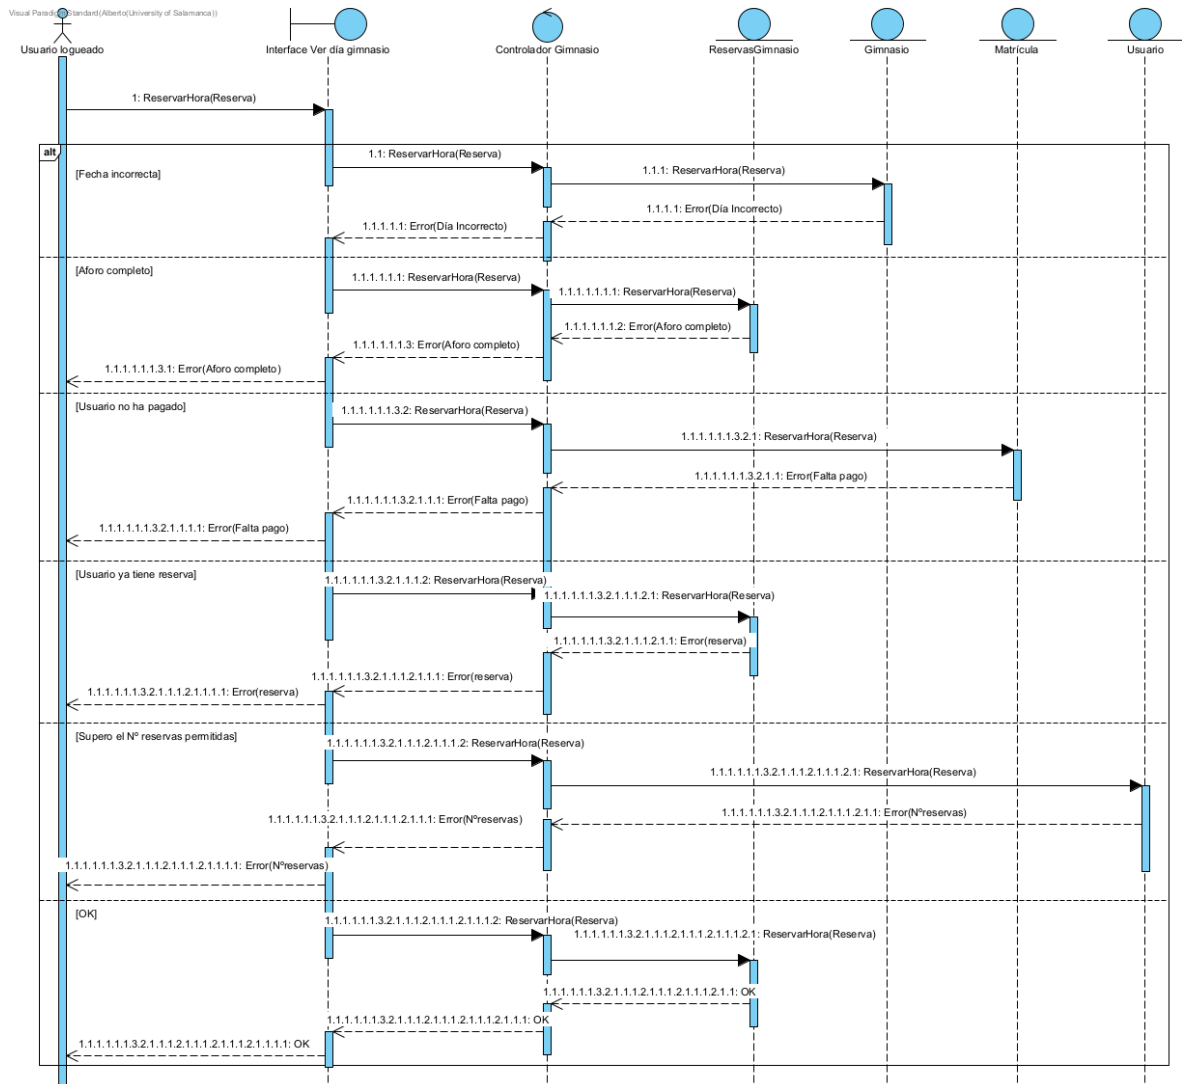 Visual Paradigm Standard(Alberto(University of Salamanca))
Usuario logueado
Interface Ver día gimnasio
Controlador Gimnasio
ReservasGimnasio
Gimnasio
Matrícula
Usuario
1: ReservarHora(Reserva)
alt
1.1: ReservarHora(Reserva)
[Fecha incorrecta]
1.1.1: ReservarHora(Reserva)
1.1.1.1: Error(Día Incorrecto)
1.1.1.1.1: Error(Día Incorrecto)
[Aforo completo]
1.1.1.1.1.1: ReservarHora(Reserva)
1.1.1.1.1.1.1: ReservarHora(Reserva)
1.1.1.1.1.1.2: Error(Aforo completo)
1.1.1.1.1.1.3: Error(Aforo completo)
1.1.1.1.1.1.3.1: Error(Aforo completo)
[Usuario no ha pagado]
1.1.1.1.1.1.3.2: ReservarHora(Reserva)
1.1.1.1.1.1.3.2.1: ReservarHora(Reserva)
1.1.1.1.1.1.3.2.1.1: Error(Falta pago)
1.1.1.1.1.1.3.2.1.1.1: Error(Falta pago)
1.1.1.1.1.1.3.2.1.1.1.1: Error(Falta pago)
[Usuario ya tiene reserva]
1.1.1.1.1.1.3.2.1.1.1.2: ReservarHora(Reserva)
1.1.1.1.1.1.3.2.1.1.1.2.1: ReservarHora(Reserva)
1.1.1.1.1.1.3.2.1.1.1.2.1.1: Error(reserva)
1.1.1.1.1.1.3.2.1.1.1.2.1.1.1: Error(reserva)
1.1.1.1.1.1.3.2.1.1.1.2.1.1.1.1: Error(reserva)
[Supero el Nº reservas permitidas]
1.1.1.1.1.1.3.2.1.1.1.2.1.1.1.2: ReservarHora(Reserva)
1.1.1.1.1.1.3.2.1.1.1.2.1.1.1.2.1: ReservarHora(Reserva)
1.1.1.1.1.1.3.2.1.1.1.2.1.1.1.2.1.1: Error(Nºreservas)
1.1.1.1.1.1.3.2.1.1.1.2.1.1.1.2.1.1.1: Error(Nºreservas)
1.1.1.1.1.1.3.2.1.1.1.2.1.1.1.2.1.1.1.1: Error(Nºreservas)
[OK]
1.1.1.1.1.1.3.2.1.1.1.2.1.1.1.2.1.1.1.2: ReservarHora(Reserva)
1.1.1.1.1.1.3.2.1.1.1.2.1.1.1.2.1.1.1.2.1: ReservarHora(Reserva)
1.1.1.1.1.1.3.2.1.1.1.2.1.1.1.2.1.1.1.2.1.1: OK
1.1.1.1.1.1.3.2.1.1.1.2.1.1.1.2.1.1.1.2.1.1.1: OK
1.1.1.1.1.1.3.2.1.1.1.2.1.1.1.2.1.1.1.2.1.1.1.1: OK